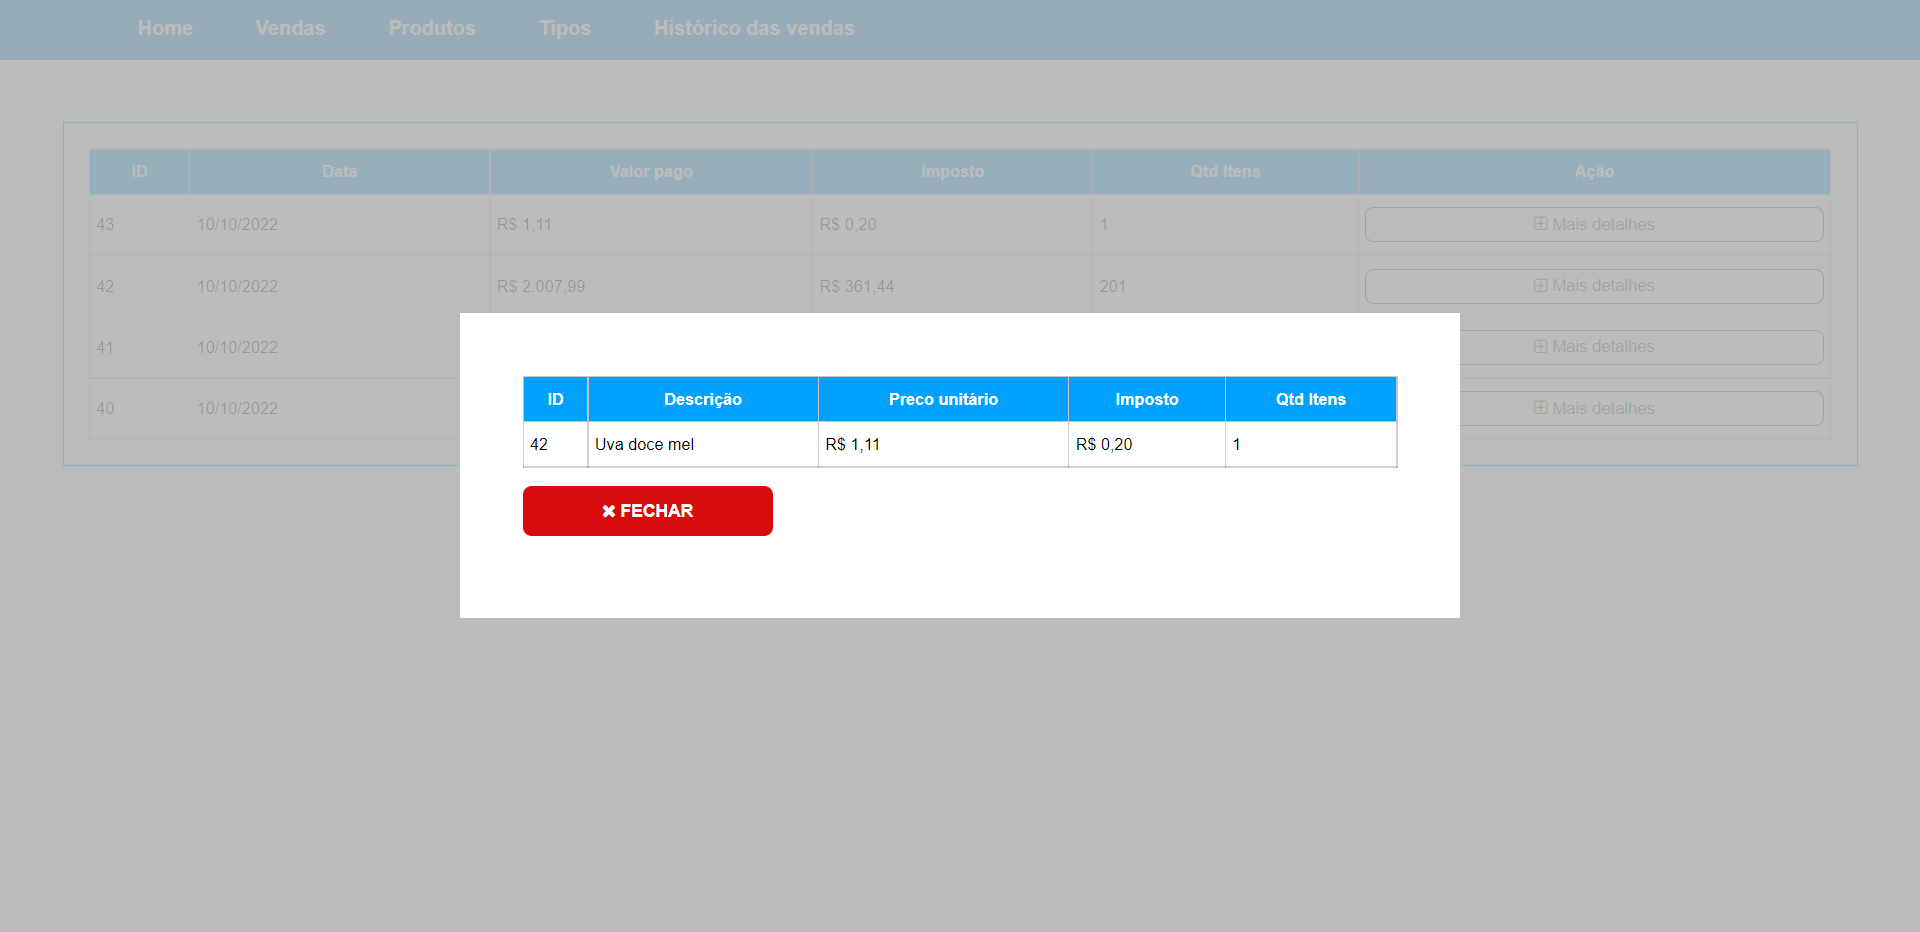 Home Vendas Produtos Tipos Histórico das vendas
ID Data Valor pago Imposto Qtd Itens Ação
43 10/10/2022 R$ 1,11 R$ 0,20 1 Mais detalhes
42 10/10/2022 R$ 2.007,99 R$ 361,44 201 Mais detalhes
41 10/10/2022 Mais detalhes
40 10/10/2022 Mais detalhes
ID Descrição Preco unitário Imposto Qtd Itens
42 Uva doce mel R$ 1,11 R$ 0,20 1
FECHAR